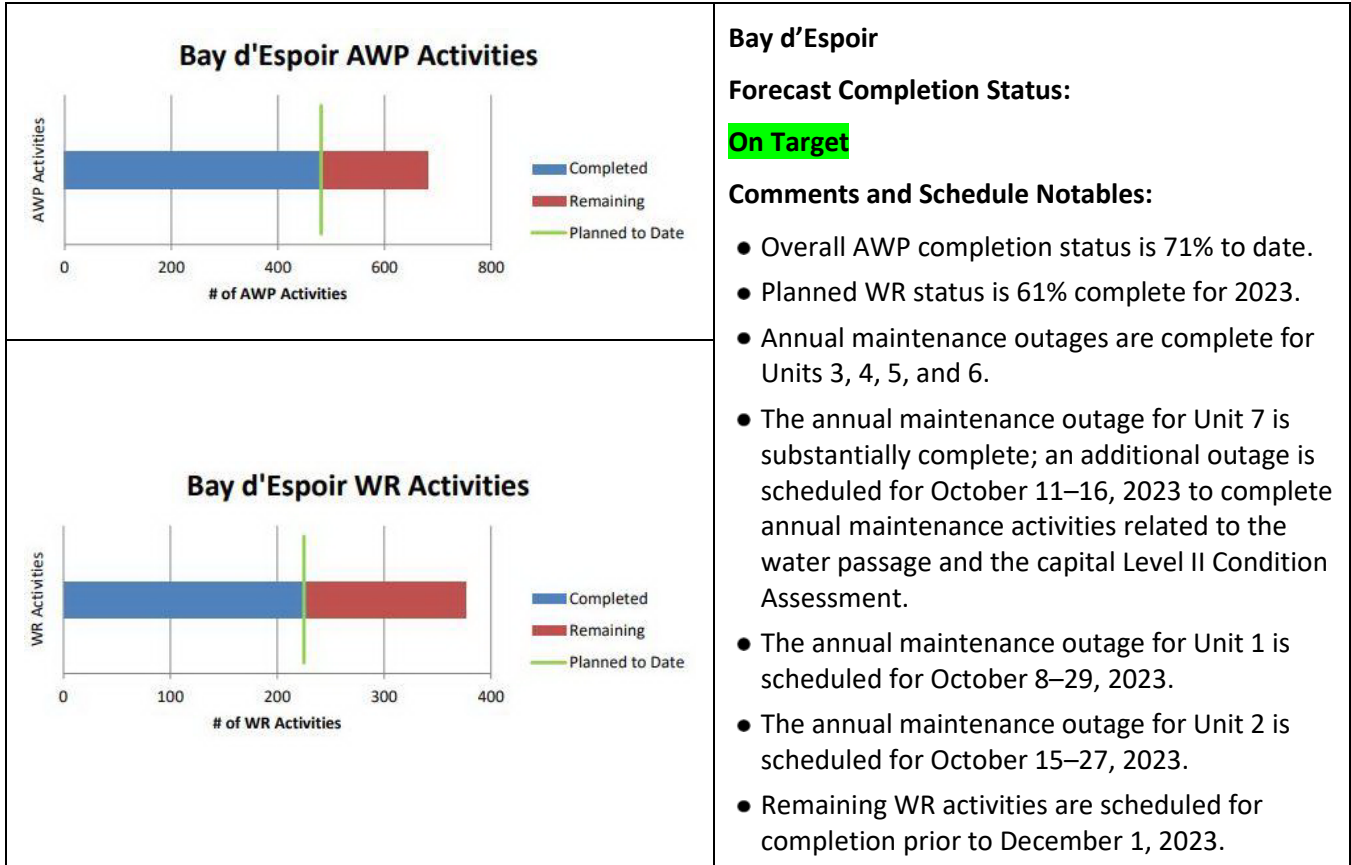 Bay d'Espoir AWP Activities
AWP Activities
Completed
Remaining
Planned to Date
0 200 400 600 800
# of AWP Activities
Bay d'Espoir WR Activities
WR Activities
Completed
Remaining
Planned to Date
0 100 200 300 400
# of WR Activities
Bay d’Espoir
Forecast Completion Status:
On Target
Comments and Schedule Notables:
● Overall AWP completion status is 71% to date.
● Planned WR status is 61% complete for 2023.
● Annual maintenance outages are complete for
Units 3, 4, 5, and 6.
● The annual maintenance outage for Unit 7 is
substantially complete; an additional outage is
scheduled for October 11–16, 2023 to complete
annual maintenance activities related to the
water passage and the capital Level II Condition
Assessment.
● The annual maintenance outage for Unit 1 is
scheduled for October 8–29, 2023.
● The annual maintenance outage for Unit 2 is
scheduled for October 15–27, 2023.
● Remaining WR activities are scheduled for
completion prior to December 1, 2023.